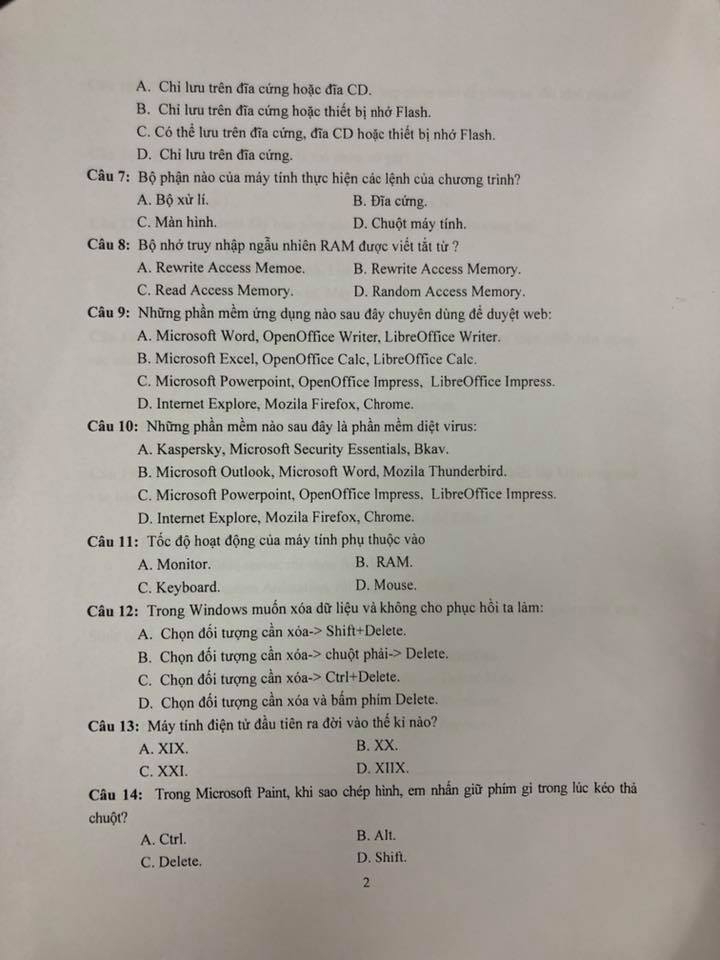 A. Chỉ lưu trên đĩa cứng hoặc đĩa CD.
B. Chỉ lưu trên đĩa cứng hoặc thiết bị nhớ Flash.
C. Có thể lưu trên đĩa cứng, đĩa CD hoặc thiết bị nhớ Flash.
D. Chỉ lưu trên đĩa cứng.
Câu 7: Bộ phận nào của máy tính thực hiện các lệnh của chương trình?
A. Bộ xử lí. B. Đĩa cứng.
C. Màn hình. D. Chuột máy tính.
Câu 8: Bộ nhớ truy nhập ngẫu nhiên RAM được viết tắt từ ?
A. Rewrite Access Memoe. B. Rewrite Access Memory.
C. Read Access Memory. D. Random Access Memory.
Câu 9: Những phần mềm ứng dụng nào sau đây chuyên dùng để duyệt web:
A. Microsoft Word, OpenOffice Writer, LibreOffice Writer.
B. Microsoft Excel, OpenOffice Calc, LibreOffice Calc.
C. Microsoft Powerpoint, OpenOffice Impress, LibreOffice Impress.
D. Internet Explore, Mozila Firefox, Chrome.
Câu 10: Những phần mềm nào sau đây là phần mềm diệt virus:
A. Kaspersky, Microsoft Security Essentials, Bkav.
B. Microsoft Outlook, Microsoft Word, Mozila Thunderbird.
C. Microsoft Powerpoint, OpenOffice Impress, LibreOffice Impress.
D. Internet Explore, Mozila Firefox, Chrome.
Câu 11: Tốc độ hoạt động của máy tính phụ thuộc vào
A. Monitor. B. RAM.
C. Keyboard. D. Mouse.
Câu 12: Trong Windows muốn xóa dữ liệu và không cho phục hồi ta làm:
A. Chọn đối tượng cần xóa-> Shift+Delete.
B. Chọn đối tượng cần xóa-> chuột phải-> Delete.
C. Chọn đối tượng cần xóa-> Ctrl+Delete.
D. Chọn đối tượng cần xóa và bấm phím Delete.
Câu 13: Máy tính điện tử đầu tiên ra đời vào thế kỉ nào?
A. XIX. B. XX.
C. XXI. D. XIIX.
Câu 14: Trong Microsoft Paint, khi sao chép hình, em nhấn giữ phím gì trong lúc kéo thả
chuột?
A. Ctrl. B. Alt.
C. Delete. D. Shift.
2